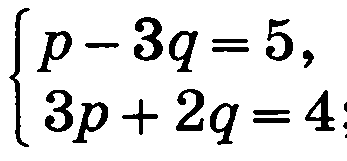 p − 3q = 5,
3p + 2q = 4;